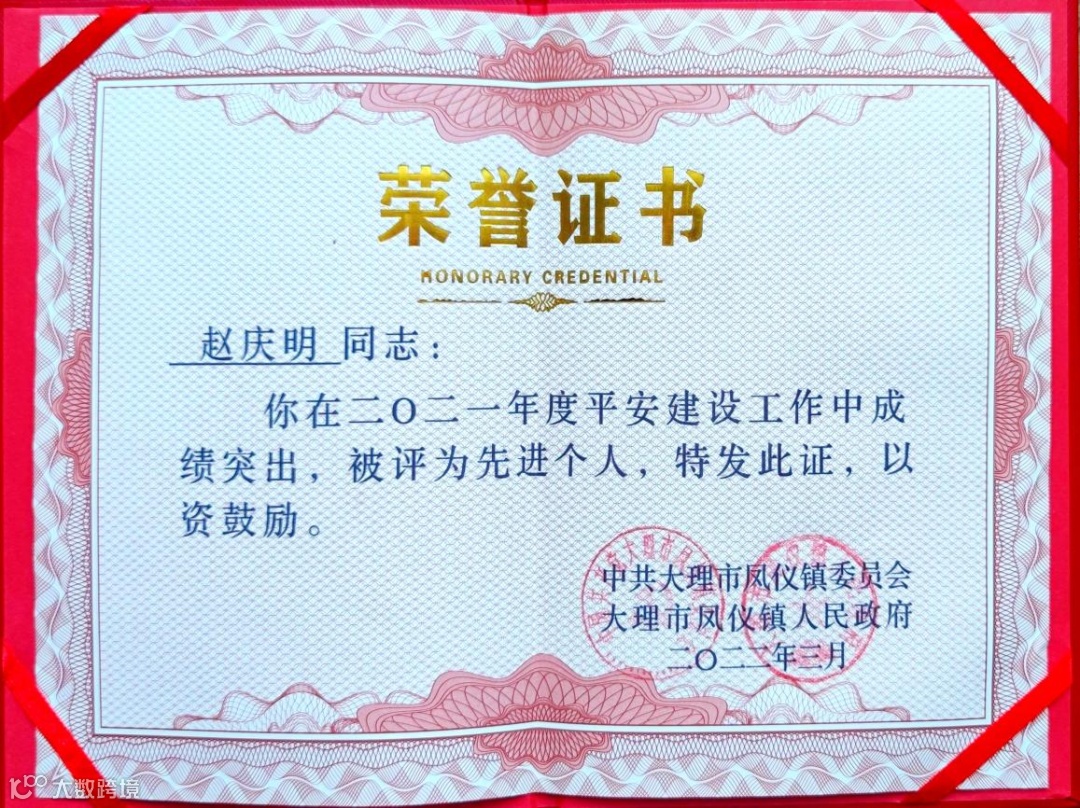 荣誉证书
HONORARY CREDENTIAL
赵庆明 同志：
你在二〇二一年度平安建设工作中成
绩突出，被评为先进个人，特发此证，以
资鼓励。
中共大理市凤仪镇委员会
大理市凤仪镇人民政府
二〇二二年三月
大数跨境